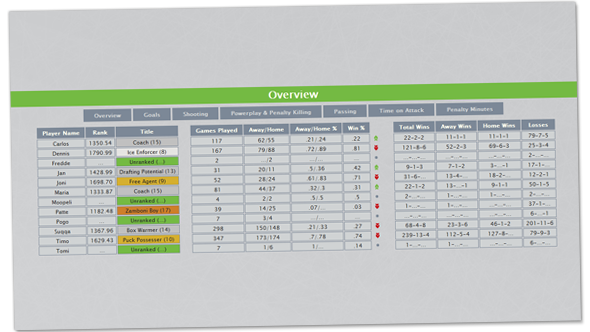 Overview
Overview Goals Shooting Powerplay & Penalty Killing Passing Time on Attack Penalty Minutes
Player Name Rank Title Games Played Away/Home Away/Home % Win % Total Wins Away Wins Home Wins Losses
Carlos 1350.54 Coach (15) 117 62/55 .21/.24 .22 22-2-2 11-1-1 11-1-1 79-7-5
Dennis 1790.99 Ice Enforcer (8) 167 79/88 .72/.89 .81 121-8-6 52-2-3 69-6-3 25-3-4
Fredde ... Unranked (...) 2 .../2 .../... ... ...-...-... ...-...-... ...-...-... 2-...-...
Jan 1428.99 Drafting Potential (13) 31 20/11 .5/.36 .42 9-1-3 7-1-2 17-1-...
Joni 1698.70 Free Agent (9) 52 28/24 .61/.83 .71 31-6-... 13-4-... 18-2-... 12-2-1
Maria 1333.87 Coach (15) 81 44/37 .32/.3 .31 22-1-2 13-...-1 9-1-1 50-1-5
Moopeli ... Unranked (...) 4 2/2 .5/.5 .5 2-...-... 1-...-... 1-...-... 1-...-...
Patte 1182.48 Zamboni Boy (17) 39 14/25 .07/... .03 1-...-... 1-...-... ...-...-... 37-1-...
Pogo ... Unranked (...) 7 3/4 .../... ... ...-...-... ...-...-... ...-...-... 6-...-1
Suqqa 1367.96 Box Warmer (14) 298 150/148 .21/.33 .27 68-4-8 23-3-6 46-1-2 201-11-6
Timo 1629.43 Puck Possessor (10) 347 173/174 .7/.78 .74 239-13-4 112-5-4 127-8-... 79-9-3
Tomi ... Unranked (...) 7 1/6 1/... .14 1-...-... 1-...-... ...-...-... 6-...-...